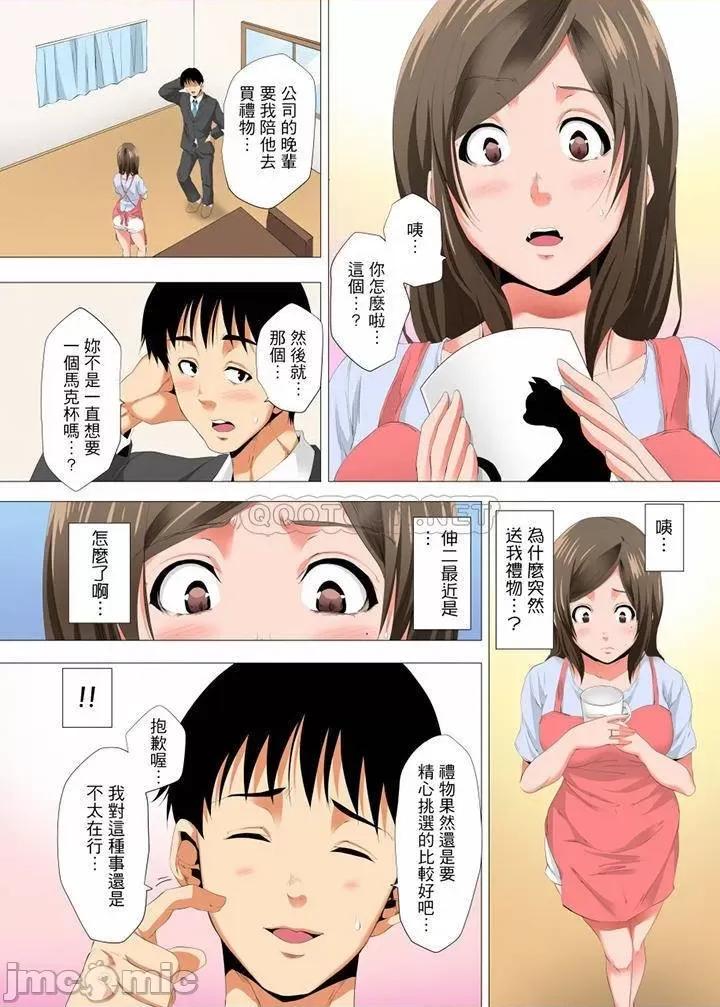 咦…
你怎麼啦…
這個…?
公司的晚輩
要我陪他去
買禮物…
然後就…
那個…
妳不是一直想要
一個馬克杯嗎…?
咦…
為什麼突然
送我禮物…?
伸二最近是
…
怎麼了啊…
!!
禮物果然還是要
精心挑選的比較好吧…
抱歉喔…
我對這種事還是
不太在行…
jmcomic